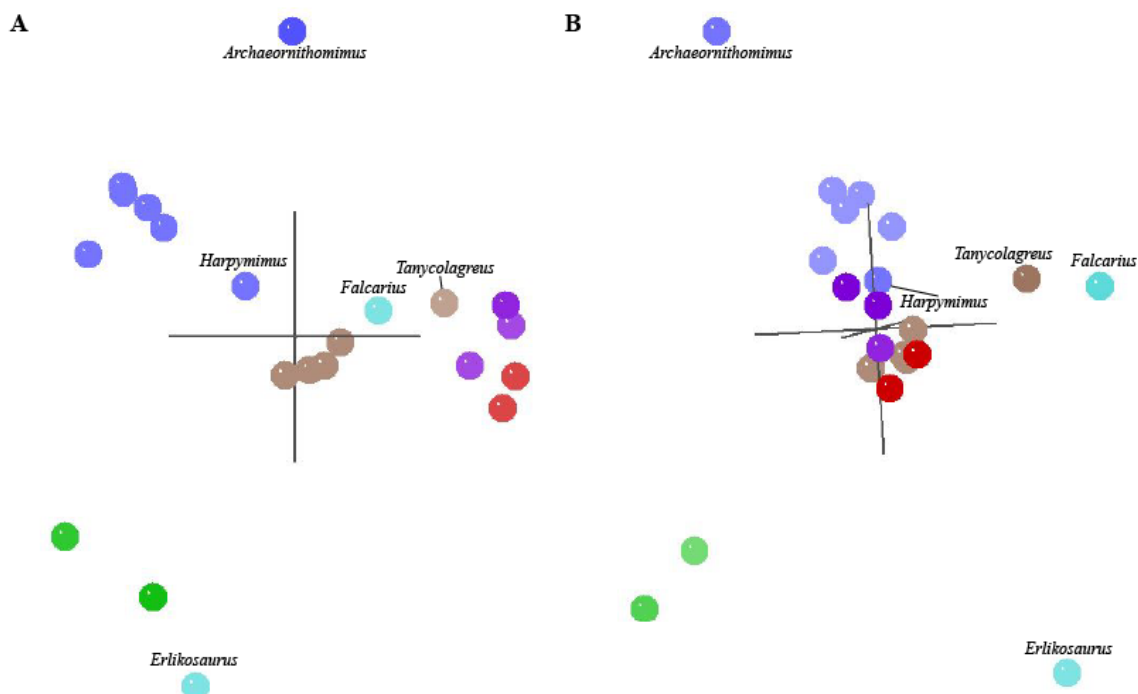 A
Archaeornithomimus
Harpymimus
Falcarius
Tanycolagreus
Erlikosaurus
B
Archaeornithomimus
Tanycolagreus
Falcarius
Harpymimus
Erlikosaurus